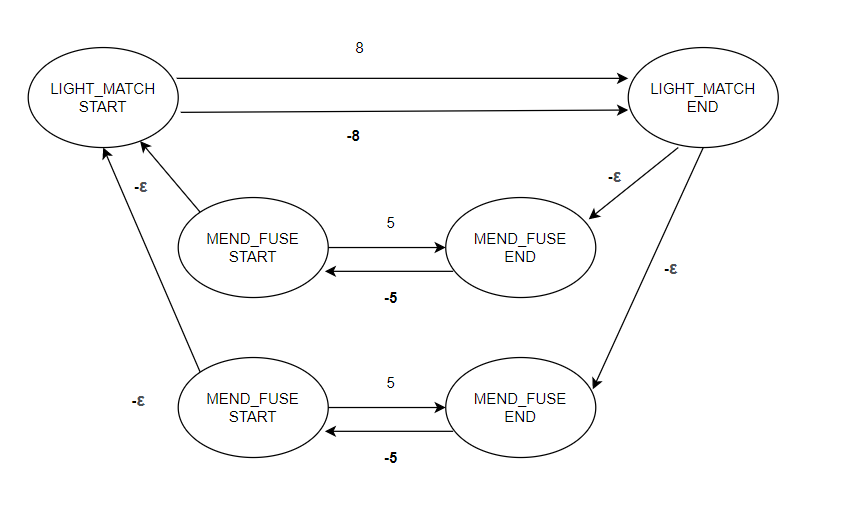 8
LIGHT_MATCH
START
LIGHT_MATCH
END
-8
-ε
-ε
MEND_FUSE
START
5
MEND_FUSE
END
-5
-ε
MEND_FUSE
START
5
MEND_FUSE
END
-ε
-5